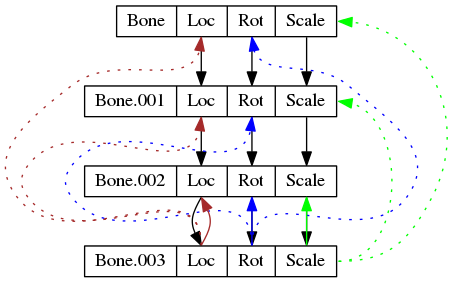 Bone Loc Rot Scale
Bone.001 Loc Rot Scale
Bone.002 Loc Rot Scale
Bone.003 Loc Rot Scale